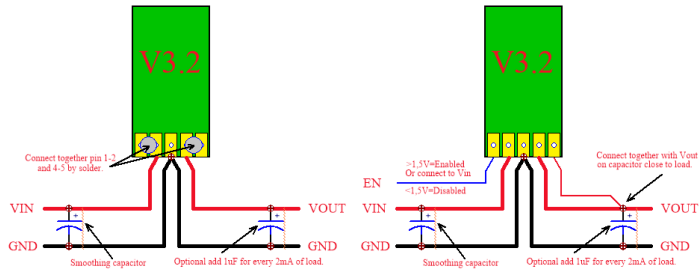 V3.2
Connect together pin 1-2
and 4-5 by solder.
VIN
+
+
VOUT
GND
Smoothing capacitor
Optional add 1uF for every 2mA of load.
GND
V3.2
>1,5V=Enabled
Or connect to Vin
EN
<1,5V=Disabled
Connect together with Vout
on capacitor close to load.
VIN
+
+
VOUT
GND
Smoothing capacitor
Optional add 1uF for every 2mA of load.
GND